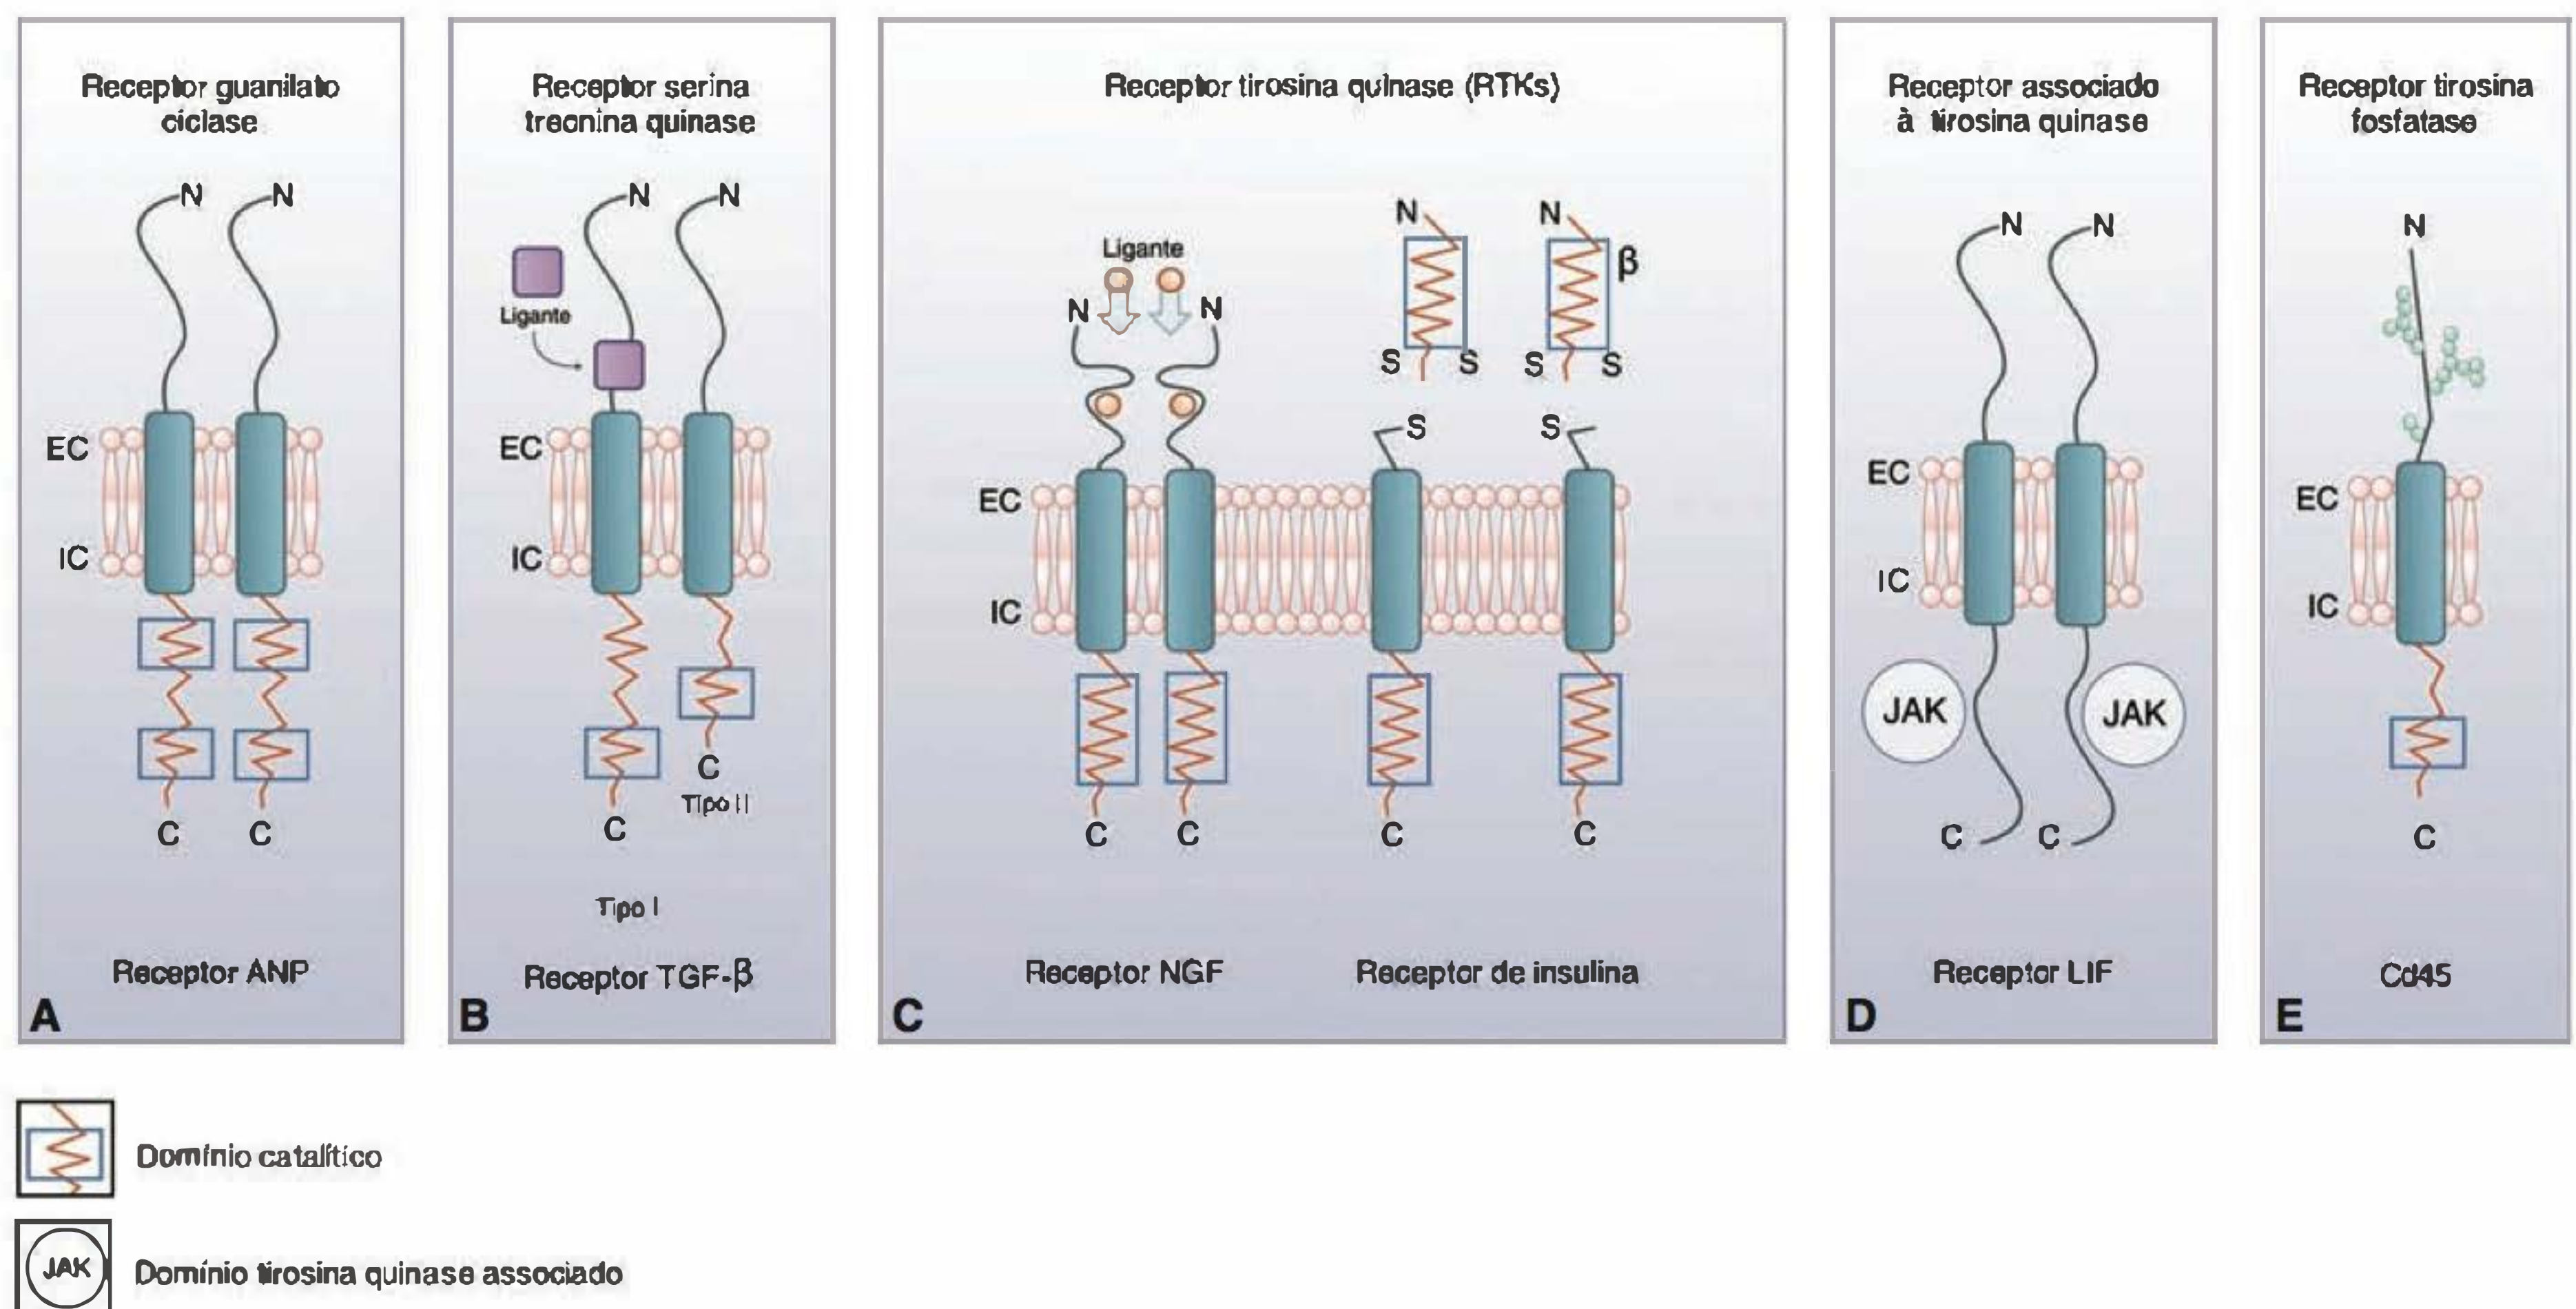 Receptor guanilato
ciclase
N N
EC
IC
C C
Receptor ANP
A
Receptor serina
treonina quinase
N N
Ligante
EC
IC
C
Tipo II
C
Tipo I
Receptor TGF-β
B
Receptor tirosina quinase (RTKs)
Ligante
N N
N N
β
S S S S
S S
EC
IC
C C C C
Receptor NGF Receptor de insulina
C
Receptor associado
à tirosina quinase
N N
EC
IC
JAK JAK
C C
Receptor LIF
D
Receptor tirosina
fosfatase
N
EC
IC
C
Cd45
E
Domínio catalítico
JAK Domínio tirosina quinase associado